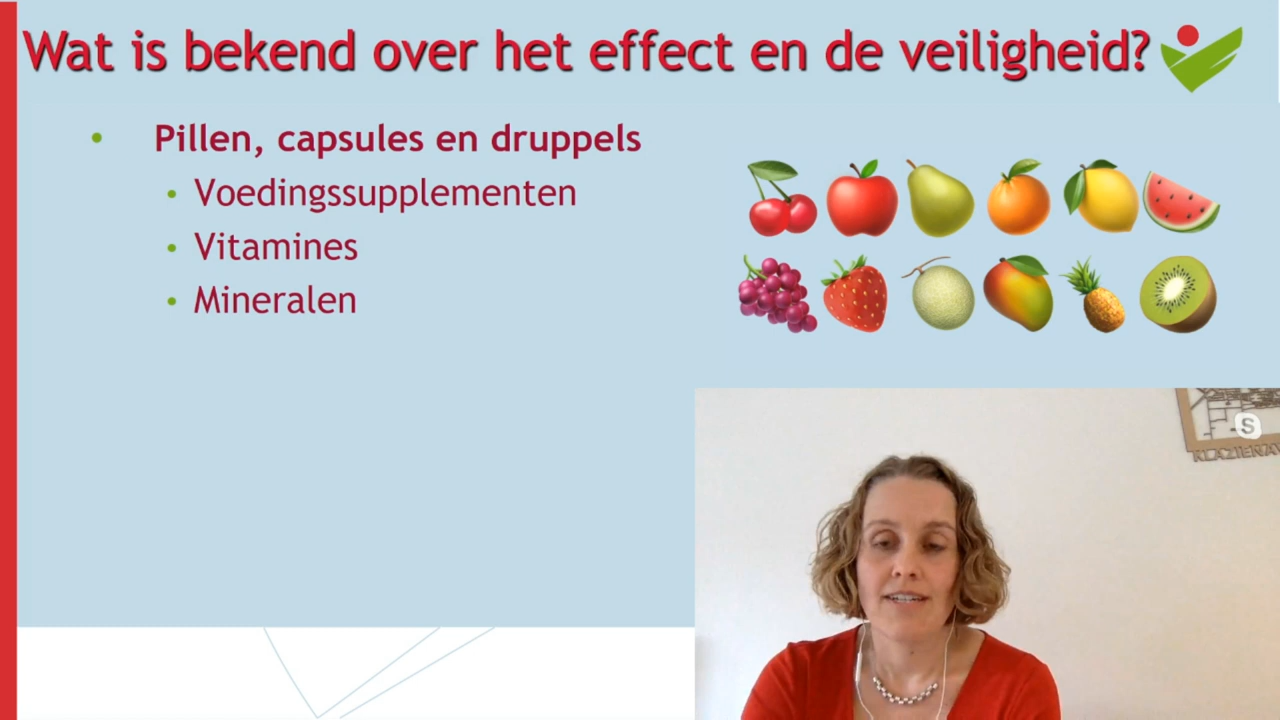 Wat is bekend over het effect en de veiligheid?
• Pillen, capsules en druppels
• Voedingssupplementen
• Vitamines
• Mineralen
S